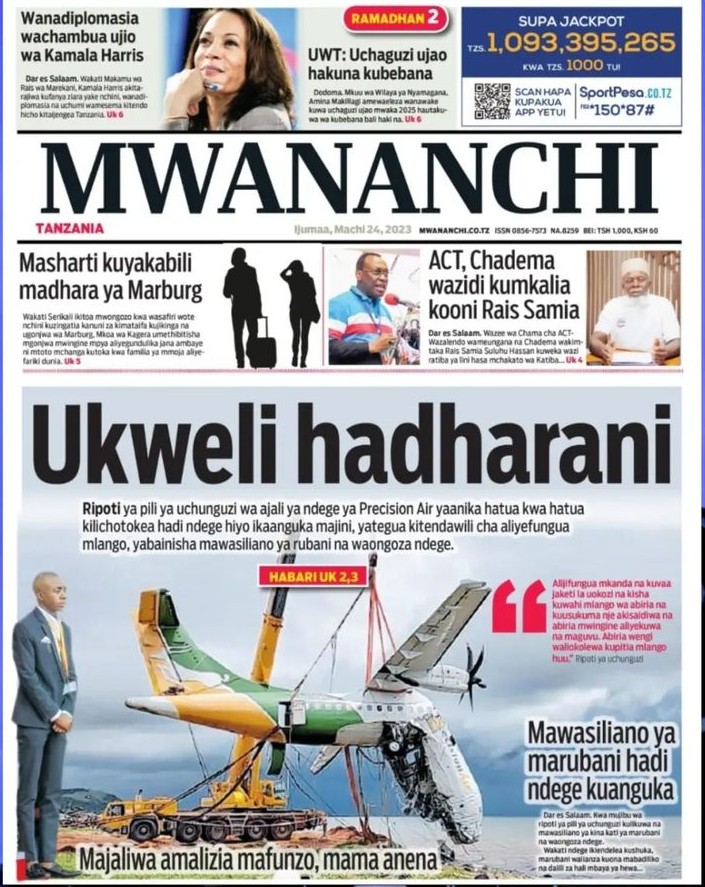 Wanadiplomasia
wachambua ujio
wa Kamala Harris
Dar es Salaam. Wakati Makamu wa
Rais wa Marekani, Kamala Harris akita-
rajiwa kufanya ziara yake nchini, wanadi-
plomasia na uchumi wamesema kitendo
hicho kitaijengea Tanzania. Uk 6
RAMADHAN 2
UWT: Uchaguzi ujao
hakuna kubebana
Dodoma. Mkuu wa Wilaya ya Nyamagana,
Amina Makillagi amewaeleza wanawake
kuwa uchaguzi ujao mwaka 2025 hautaku-
wa wa kubebana bali haki na. Uk 6
SUPA JACKPOT
TZS. 1,093,395,265
KWA TZS. 1000 TU!
SCAN HAPA
KUPAKUA
APP YETU!
SportPesa.CO.TZ
*150*87#
MWANANCHI
TANZANIA
Ijumaa, Machi 24, 2023 MWANANCHI.CO.TZ ISSN 0856-7573 NA.8259 BEI: TSH 1,000, KSH 60
Masharti kuyakabili
madhara ya Marburg
Wakati Serikali ikitoa mwongozo kwa wasafiri wote
nchini kuzingatia kanuni za kimataifa kujikinga na
ugonjwa wa Marburg, Mkoa wa Kagera umethibitisha
mgonjwa mwingine mpya aliyegundulika jana ambaye
ni mtoto mchanga kutoka kwa familia ya mmoja aliye-
fariki dunia. Uk 5
ACT, Chadema
wazidi kumkalia
kooni Rais Samia
Dar es Salaam. Wazee wa Chama cha ACT-
Wazalendo wameungana na Chadema wakim-
taka Rais Samia Suluhu Hassan kuweka wazi
ratiba ya lini hasa mchakato wa Katiba... Uk 4
Ukweli hadharani
Ripoti ya pili ya uchunguzi wa ajali ya ndege ya Precision Air yaanika hatua kwa hatua
kilichotokea hadi ndege hiyo ikaanguka majini, yategua kitendawili cha aliyefungua
mlango, yabainisha mawasiliano ya rubani na waongoza ndege.
HABARI UK 2,3
“ Alijifungua mkanda na kuvaa
jaketi la uokozi na kisha
kuwahi mlango wa abiria na
kuusukuma nje akisaidiwa na
abiria mwingine aliyekuwa
na maguvu. Abiria wengi
waliokolewa kupitia mlango
huu.” Ripoti ya uchunguzi
Mawasiliano ya
marubani hadi
ndege kuanguka
Dar es Salaam. Kwa mujibu wa
ripoti ya pili ya uchunguzi kulikuwa na
mawasiliano ya kina kati ya marubani
na waongoza ndege.
Wakati ndege ikiendelea kushuka,
marubani walianza kuona mabadiliko
na dalili za hali mbaya ya hewa...
Majaliwa amalizia mafunzo, mama anena